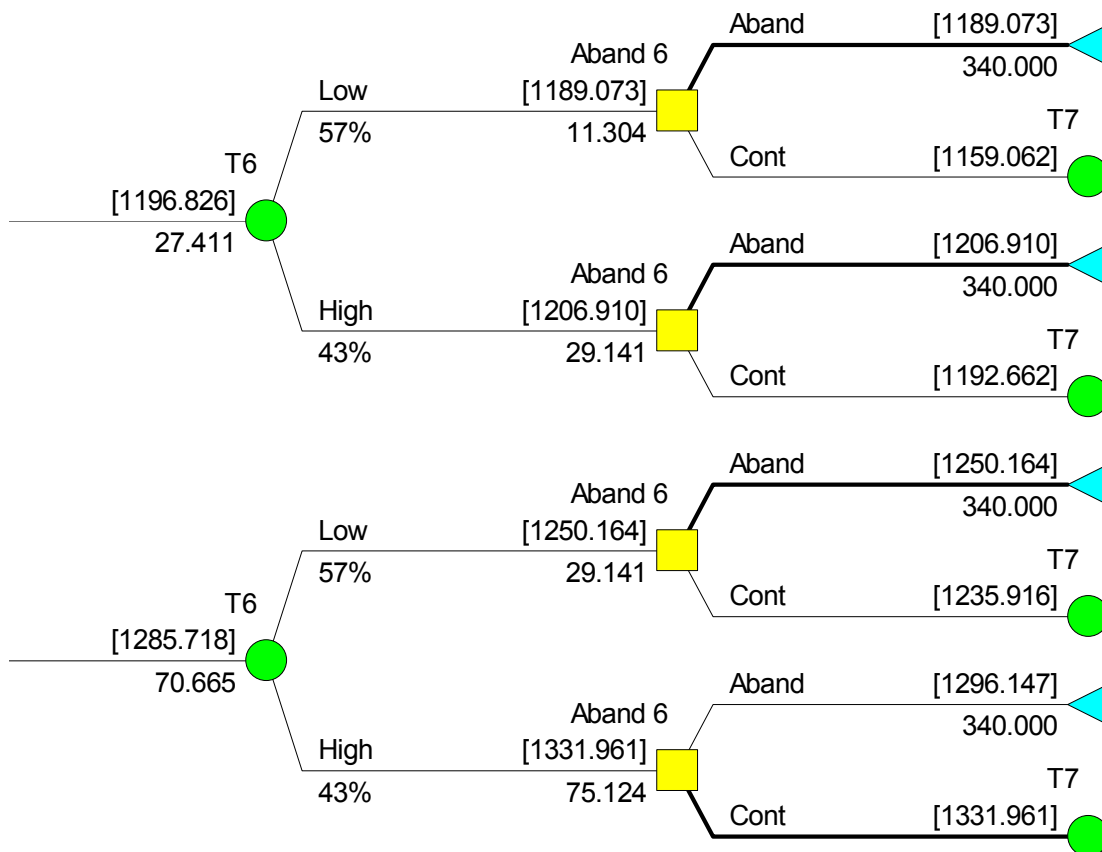 Aband
[1189.073]
340.000
Aband 6
Low
[1189.073]
57%
11.304
T7
Cont
[1159.062]
T6
[1196.826]
27.411
Aband
[1206.910]
340.000
Aband 6
High
[1206.910]
43%
29.141
T7
Cont
[1192.662]
Aband
[1250.164]
340.000
Aband 6
Low
[1250.164]
57%
29.141
T7
Cont
[1235.916]
T6
[1285.718]
70.665
Aband
[1296.147]
340.000
Aband 6
High
[1331.961]
43%
75.124
T7
Cont
[1331.961]